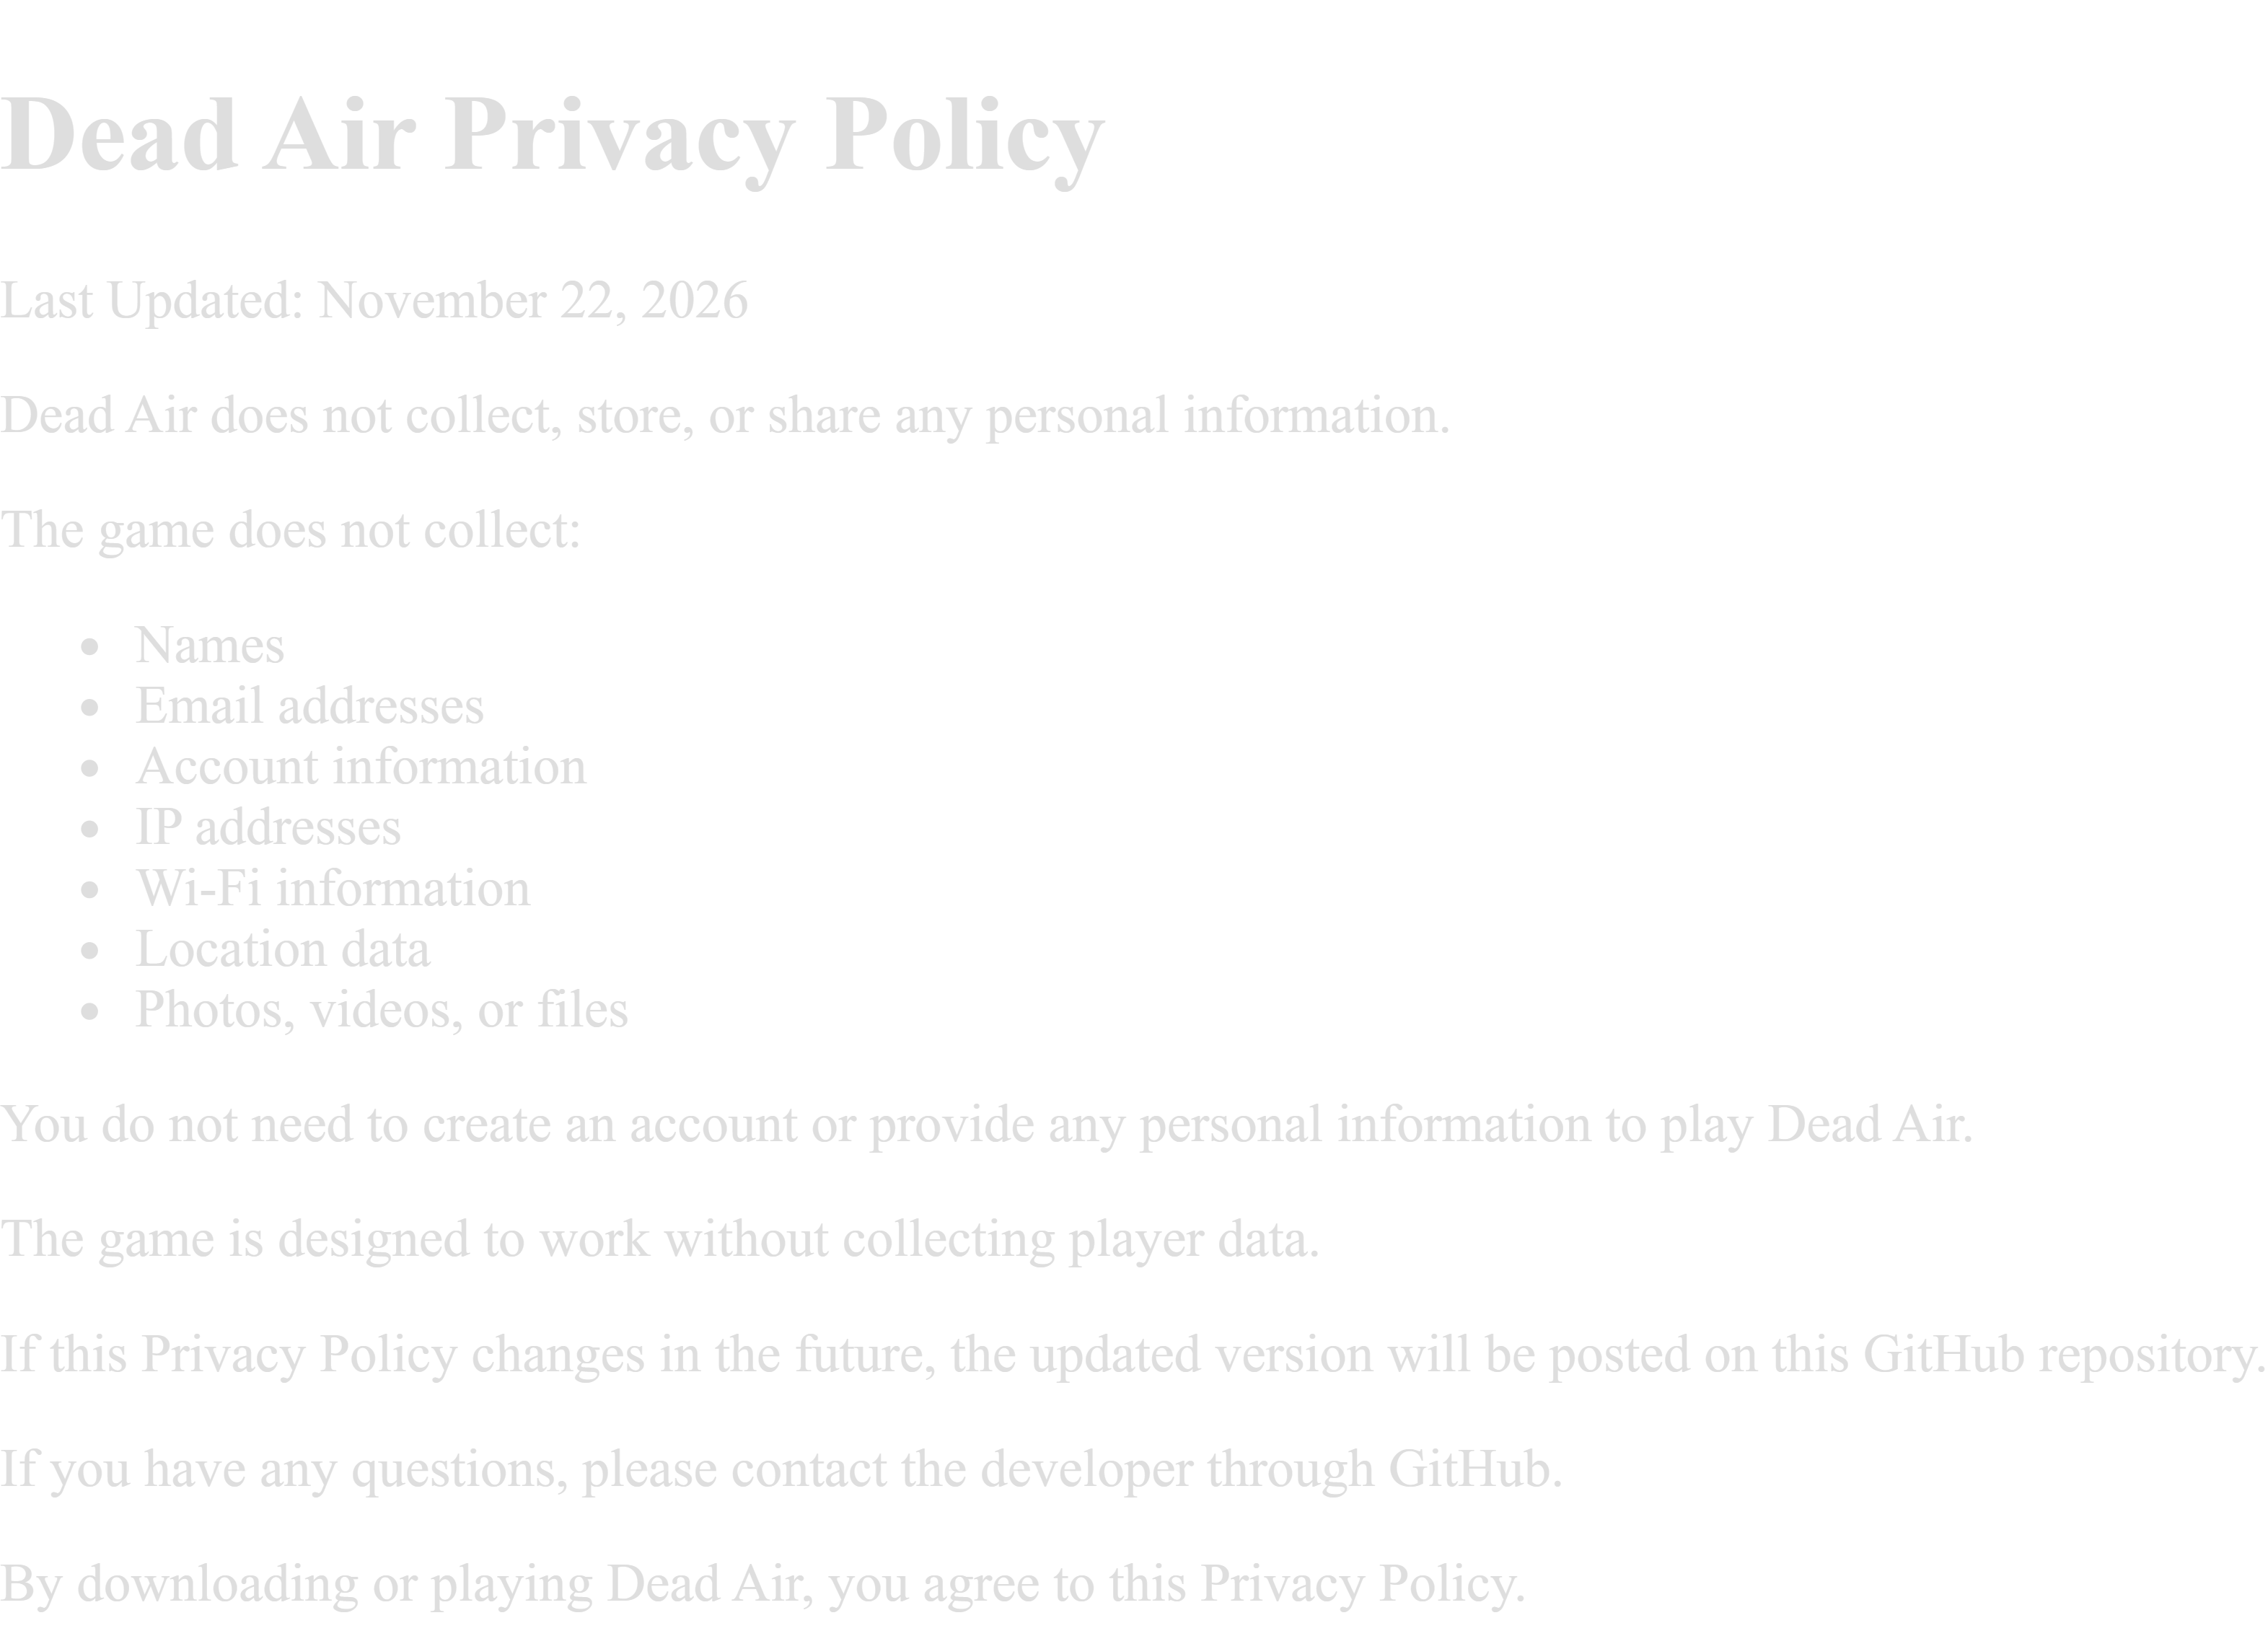 Dead Air Privacy Policy
Last Updated: November 22, 2026
Dead Air does not collect, store, or share any personal information.
The game does not collect:
• Names
• Email addresses
• Account information
• IP addresses
• Wi-Fi information
• Location data
• Photos, videos, or files
You do not need to create an account or provide any personal information to play Dead Air.
The game is designed to work without collecting player data.
If this Privacy Policy changes in the future, the updated version will be posted on this GitHub repository.
If you have any questions, please contact the developer through GitHub.
By downloading or playing Dead Air, you agree to this Privacy Policy.